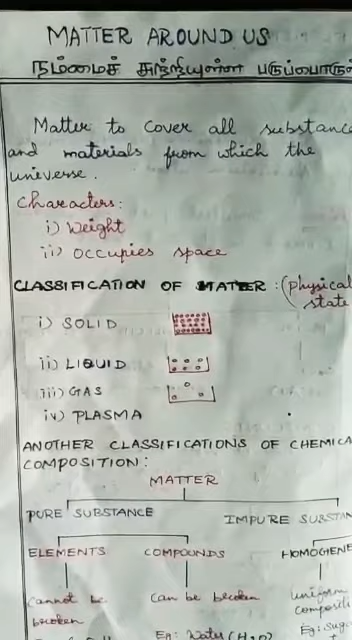 MATTER AROUND US
நம்மைச் சுற்றியுள்ள பருப்பொருள்
Matter to cover all substance
and materials from which the
universe.
Characters:
i) Weight
ii) occupies space
CLASSIFICATION OF MATTER : (physical
state
i) SOLID
ii) LIQUID
iii) GAS
iv) PLASMA
ANOTHER CLASSIFICATIONS OF CHEMICA
COMPOSITION:
MATTER
PURE SUBSTANCE IMPURE SUBSTAN
ELEMENTS COMPOUNDS HOMOGIENE
Cannot be Can be broken uniform
broken compositi
Eg: Water (H2O) Eg: Suga